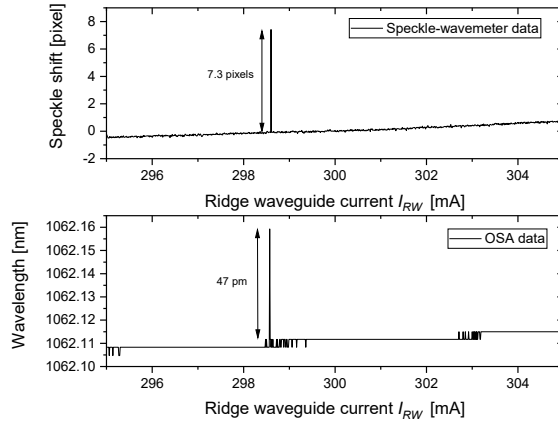 8
6
4
2
0
-2
Speckle shift [pixel]
Speckle-wavemeter data
7.3 pixels
296 298 300 302 304
Ridge waveguide current I_RW [mA]
1062.16
1062.15
1062.14
1062.13
1062.12
1062.11
1062.10
Wavelength [nm]
OSA data
47 pm
296 298 300 302 304
Ridge waveguide current I_RW [mA]